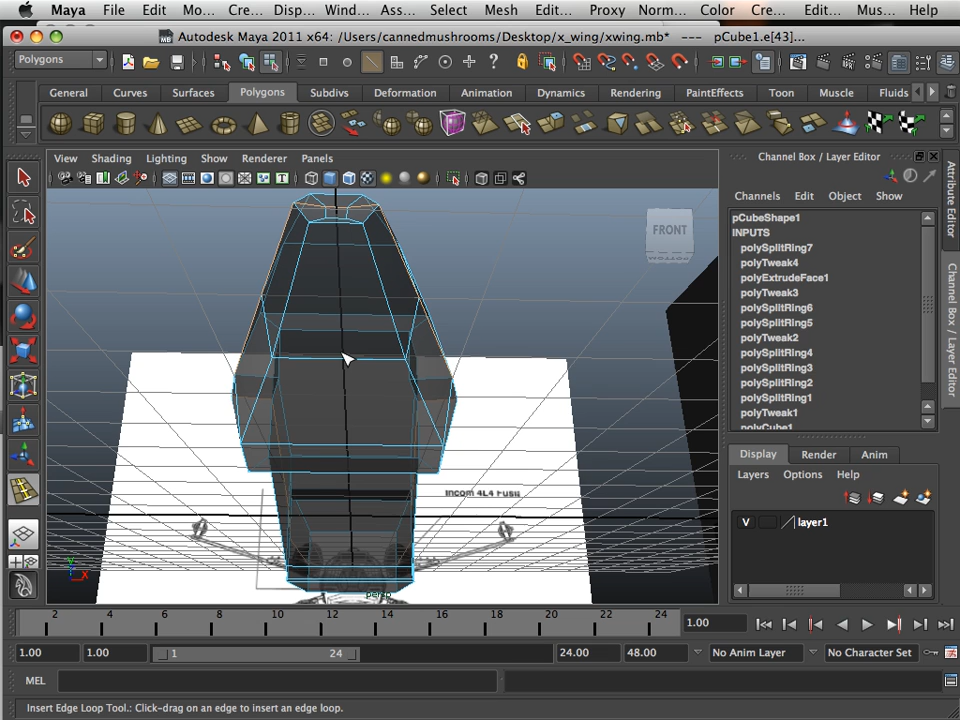 Maya File Edit Mo... Cre... Disp... Wind... Ass... Select Mesh Edit... Proxy Norm... Color Cre... Edit... Mus... Help
Autodesk Maya 2011 x64: /Users/cannedmushrooms/Desktop/x_wing/xwing.mb* --- pCube1.e[43]...
Polygons
General Curves Surfaces Polygons Subdivs Deformation Animation Dynamics Rendering PaintEffects Toon Muscle Fluids
View Shading Lighting Show Renderer Panels
Channel Box / Layer Editor
Channels Edit Object Show
pCubeShape1
INPUTS
polySplitRing7
polyTweak4
polyExtrudeFace1
polyTweak3
polySplitRing6
polySplitRing5
polyTweak2
polySplitRing4
polySplitRing3
polySplitRing2
polySplitRing1
polyTweak1
polyCube1
Attribute Editor
Channel Box / Layer Editor
FRONT
Incom 4L4 Fusi
persp
Y
X
Display Render Anim
Layers Options Help
V layer1
2 4 6 8 10 12 14 16 18 20 22 24
1.00
1.00 1.00 1 24 24.00 48.00 No Anim Layer No Character Set
MEL
Insert Edge Loop Tool.: Click-drag on an edge to insert an edge loop.